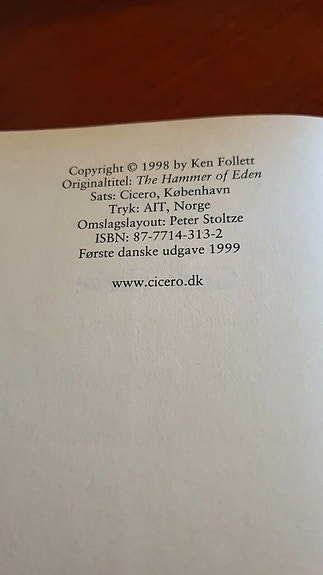 Copyright © 1998 by Ken Follett
Originaltitel: The Hammer of Eden
Sats: Cicero, København
Tryk: AIT, Norge
Omslagslayout: Peter Stoltze
ISBN: 87-7714-313-2
Første danske udgave 1999
www.cicero.dk